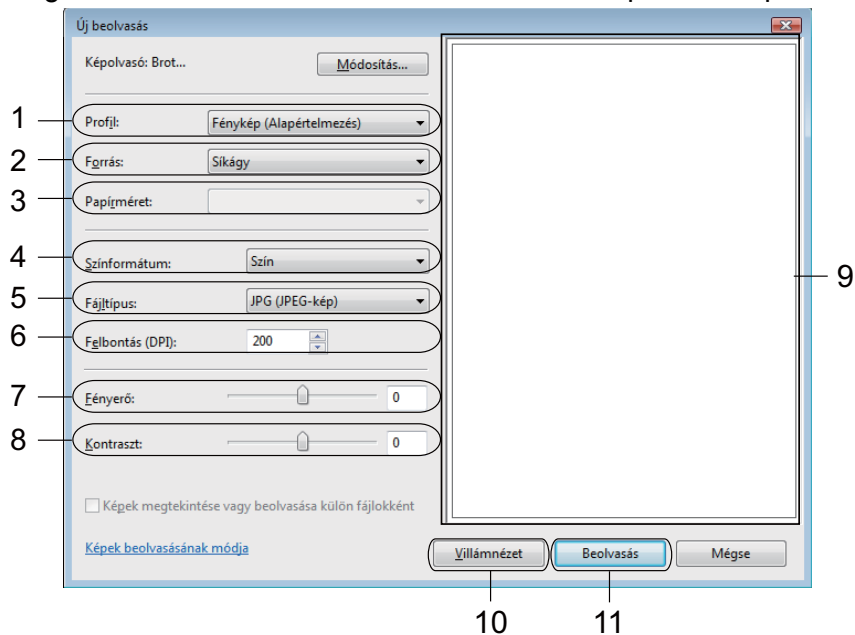 Új beolvasás
Képolvasó: Brot... Módosítás...
1 Profil: Fénykép (Alapértelmezés)
2 Forrás: Síkágy
3 Papírméret:
4 Színformátum: Szín
5 Fájltípus: JPG (JPEG-kép)
6 Felbontás (DPI): 200
7 Fényerő: 0
8 Kontraszt: 0
9
Képek megtekintése vagy beolvasása külön fájlokként
Képek beolvasásának módja Villámnézet Beolvasás Mégse
10 11